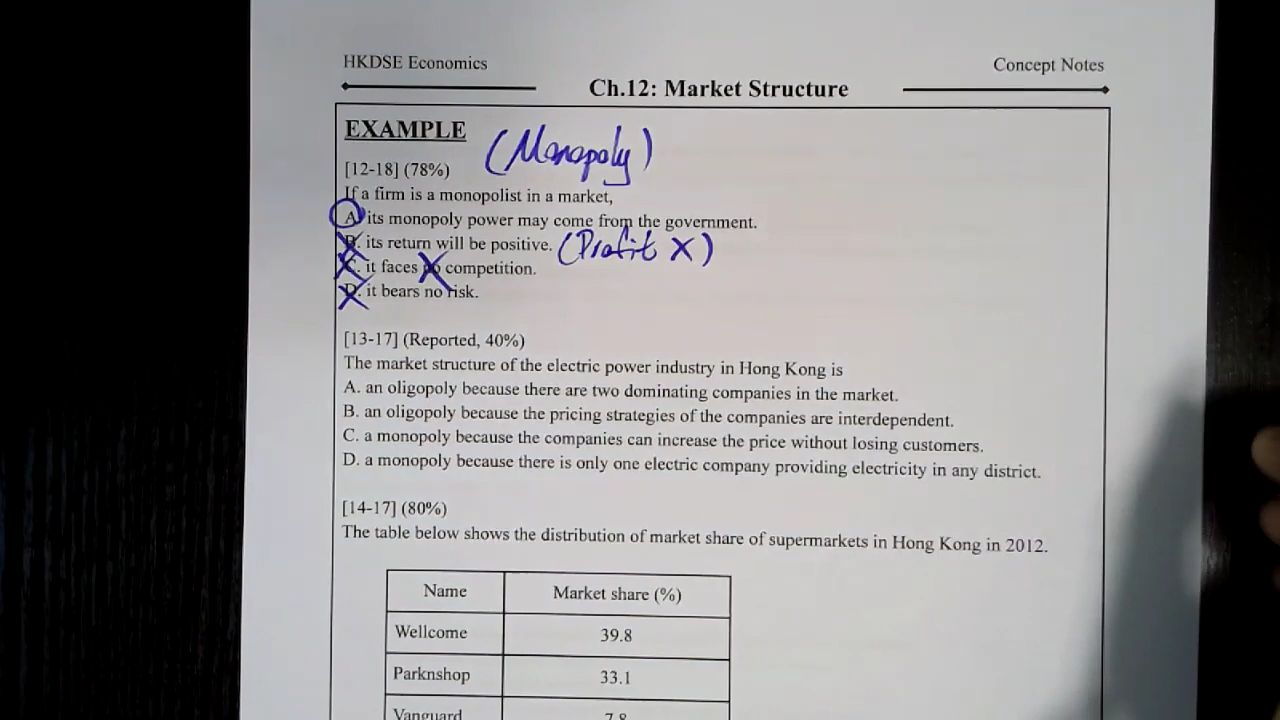 HKDSE Economics
Concept Notes
Ch.12: Market Structure
EXAMPLE
(Monopoly)
[12-18] (78%)
If a firm is a monopolist in a market,
A. its monopoly power may come from the government.
B. its return will be positive. (Profit X)
C. it faces no competition.
D. it bears no risk.
[13-17] (Reported, 40%)
The market structure of the electric power industry in Hong Kong is
A. an oligopoly because there are two dominating companies in the market.
B. an oligopoly because the pricing strategies of the companies are interdependent.
C. a monopoly because the companies can increase the price without losing customers.
D. a monopoly because there is only one electric company providing electricity in any district.
[14-17] (80%)
The table below shows the distribution of market share of supermarkets in Hong Kong in 2012.
Name Market share (%)
Wellcome 39.8
Parknshop 33.1
Vanguard 7.8